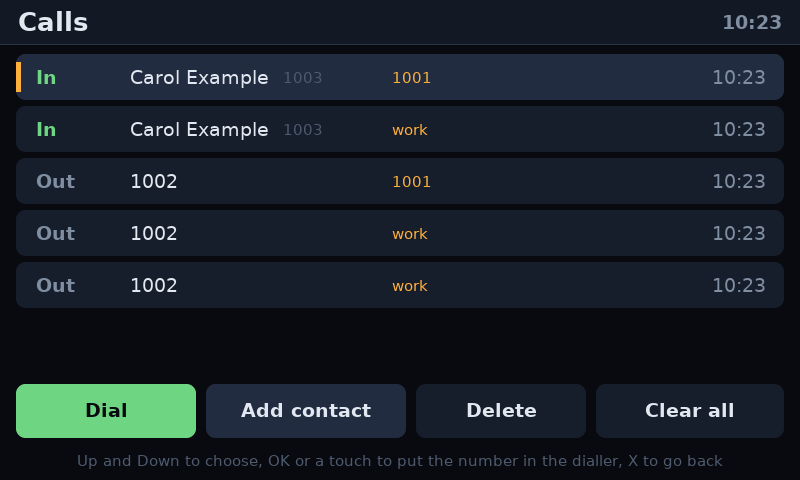 Calls 10:23
In Carol Example 1003 1001 10:23
In Carol Example 1003 work 10:23
Out 1002 1001 10:23
Out 1002 work 10:23
Out 1002 work 10:23
Dial Add contact Delete Clear all
Up and Down to choose, OK or a touch to put the number in the dialler, X to go back